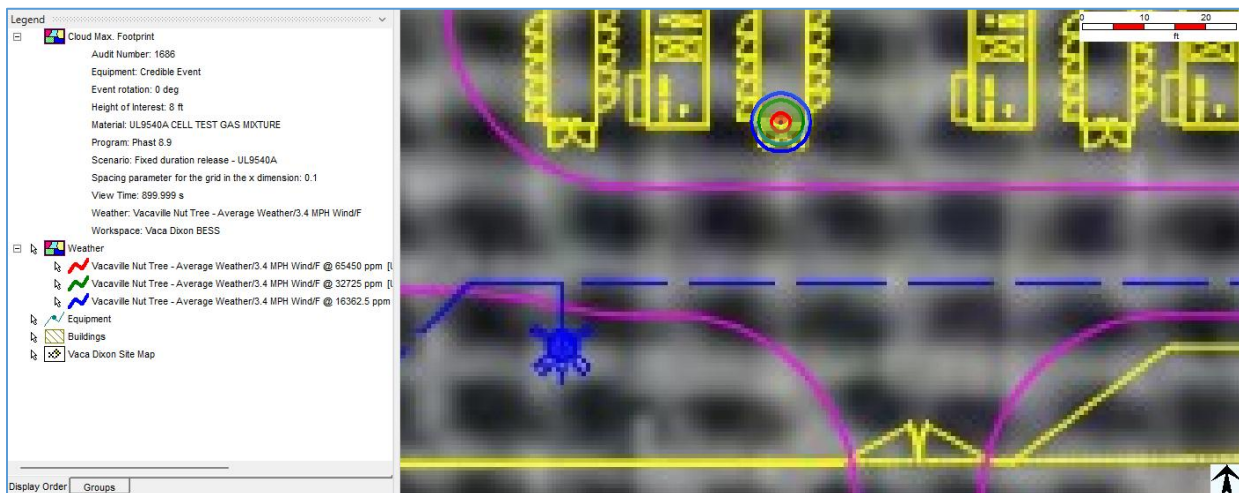 Legend
Cloud Max. Footprint
Audit Number: 1686
Equipment: Credible Event
Event rotation: 0 deg
Height of Interest: 8 ft
Material: UL9540A CELL TEST GAS MIXTURE
Program: Phast 8.9
Scenario: Fixed duration release - UL9540A
Spacing parameter for the grid in the x dimension: 0.1
View Time: 899.999 s
Weather: Vacaville Nut Tree - Average Weather/3.4 MPH Wind/F
Workspace: Vaca Dixon BESS
Weather
Vacaville Nut Tree - Average Weather/3.4 MPH Wind/F @ 65450 ppm [U
Vacaville Nut Tree - Average Weather/3.4 MPH Wind/F @ 32725 ppm [U
Vacaville Nut Tree - Average Weather/3.4 MPH Wind/F @ 16362.5 ppm
Equipment
Buildings
Vaca Dixon Site Map
Display Order Groups
0 10 20
ft